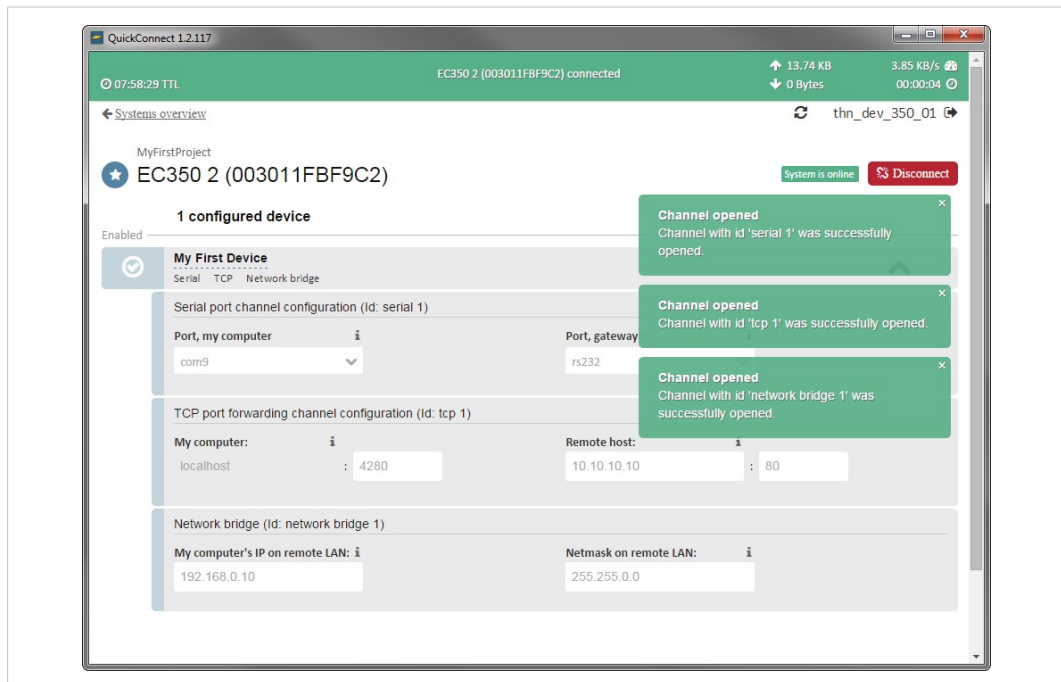 QuickConnect 1.2.117
07:58:29 TTL
EC350 2 (003011FBF9C2) connected
13.74 KB
3.85 KB/s
0 Bytes
00:00:04
Systems overview
thn_dev_350_01
MyFirstProject
EC350 2 (003011FBF9C2)
System is online
Disconnect
1 configured device
Enabled
Channel opened
Channel with id 'serial 1' was successfully
opened.
My First Device
Serial TCP Network bridge
Serial port channel configuration (Id: serial 1)
Channel opened
Channel with id 'tcp 1' was successfully opened.
Port, my computer
Port, gateway
com9
rs232
Channel opened
Channel with id 'network bridge 1' was
successfully opened.
TCP port forwarding channel configuration (Id: tcp 1)
My computer:
Remote host:
localhost : 4280
10.10.10.10 : 80
Network bridge (Id: network bridge 1)
My computer's IP on remote LAN:
Netmask on remote LAN:
192.168.0.10
255.255.0.0